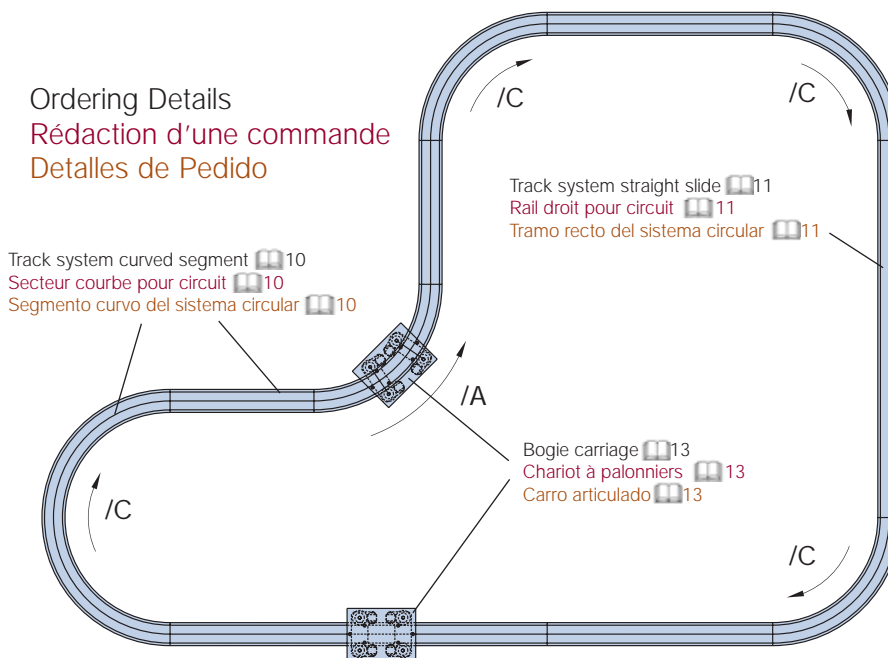 Ordering Details
Rédaction d'une commande
Detalles de Pedido
/C
/C
Track system straight slide 11
Rail droit pour circuit 11
Tramo recto del sistema circular 11
Track system curved segment 10
Secteur courbe pour circuit 10
Segmento curvo del sistema circular 10
/A
Bogie carriage 13
Chariot à palonniers 13
Carro articulado 13
/C
/C